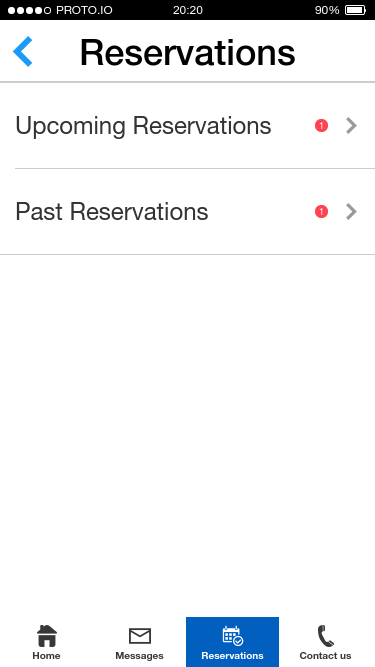 PROTO.IO 20:20 90%
Reservations
Upcoming Reservations 1
Past Reservations 1
Home Messages Reservations Contact us